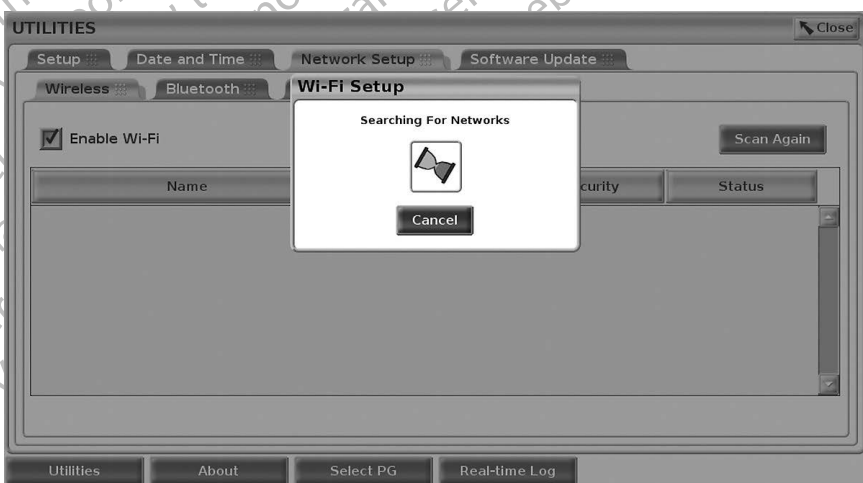 UTILITIES
Close
Setup Date and Time Network Setup Software Update
Wireless Bluetooth
Wi-Fi Setup
Searching For Networks
Enable Wi-Fi
Scan Again
Name
Status
Cancel
Utilities About Select PG Real-time Log